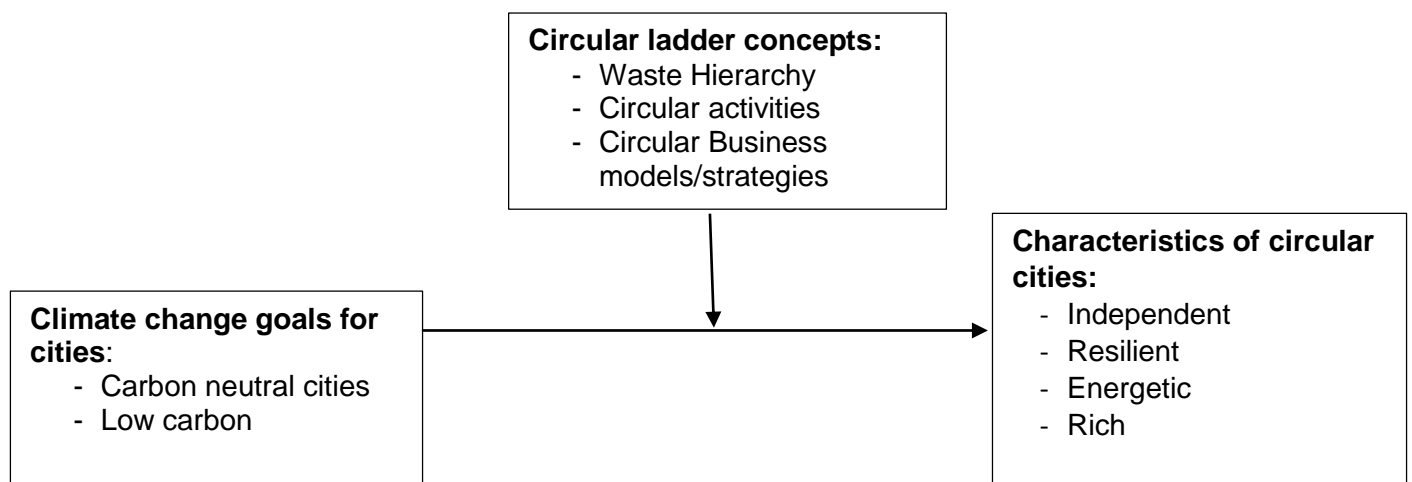 Circular ladder concepts:
- Waste Hierarchy
- Circular activities
- Circular Business
models/strategies
Climate change goals for
cities:
- Carbon neutral cities
- Low carbon
Characteristics of circular
cities:
- Independent
- Resilient
- Energetic
- Rich